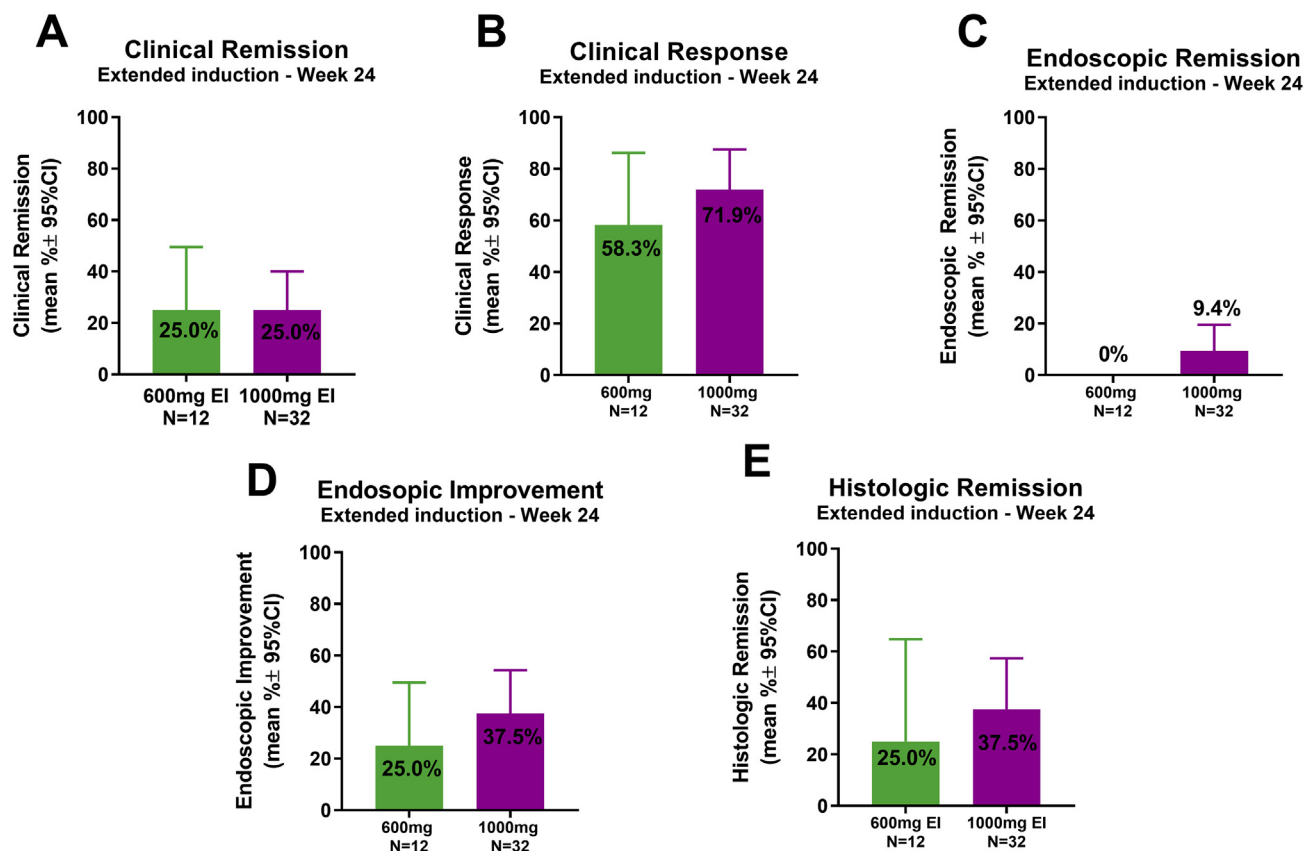 A
Clinical Remission
Extended induction - Week 24
Clinical Remission
(mean %± 95%CI)
100
80
60
40
20
0
25.0%
25.0%
600mg EI
N=12
1000mg EI
N=32
B
Clinical Response
Extended induction - Week 24
Clinical Response
(mean %± 95%CI)
100
80
60
40
20
0
58.3%
71.9%
600mg
N=12
1000mg
N=32
C
Endoscopic Remission
Extended induction - Week 24
Endoscopic Remission
(mean % ± 95%CI)
100
80
60
40
20
0
0%
9.4%
600mg
N=12
1000mg
N=32
D
Endosopic Improvement
Extended induction - Week 24
Endoscopic Improvement
(mean %± 95%CI)
100
80
60
40
20
0
25.0%
37.5%
600mg
N=12
1000mg
N=32
E
Histologic Remission
Extended induction - Week 24
Histologic Remission
(mean %± 95%CI)
100
80
60
40
20
0
25.0%
37.5%
600mg EI
N=12
1000mg EI
N=32